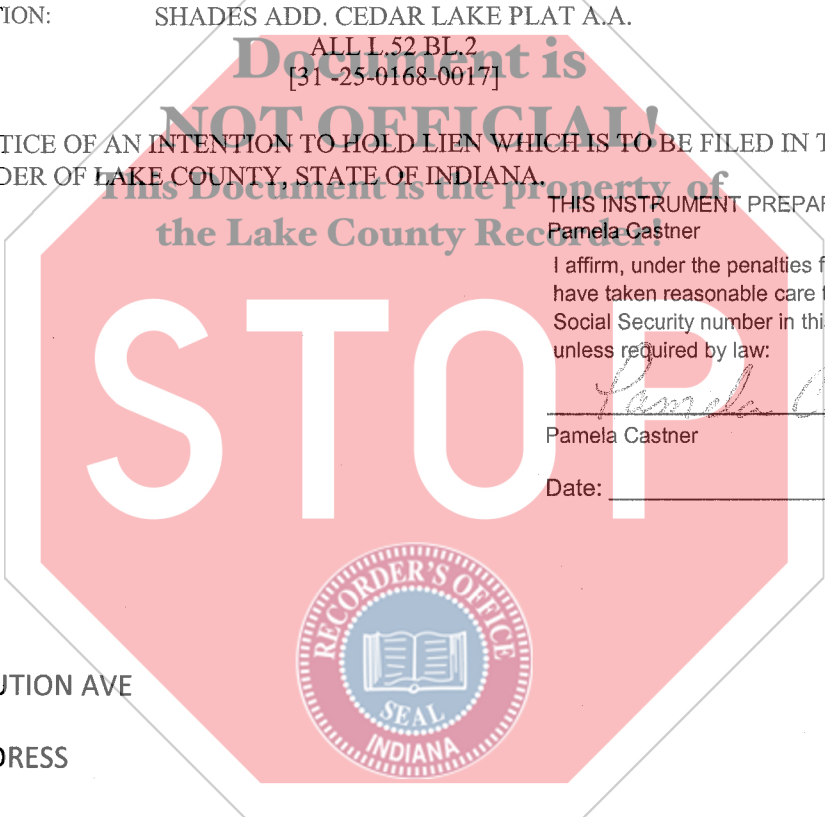 TION: SHADES ADD. CEDAR LAKE PLAT A.A.
ALL L.52 BL.2
[31 -25-0168-0017]
Document is
NOT OFFICIAL!
This Document is the property of
the Lake County Recorder!
TICE OF AN INTENTION TO HOLD LIEN WHICH IS TO BE FILED IN T
DER OF LAKE COUNTY, STATE OF INDIANA.
THIS INSTRUMENT PREPAR
Pamela Castner
I affirm, under the penalties f
have taken reasonable care t
Social Security number in this
unless required by law:
Pamela C
Pamela Castner
Date:
STOP
RECORDER'S OFFICE
SEAL
INDIANA
UTION AVE
DRESS